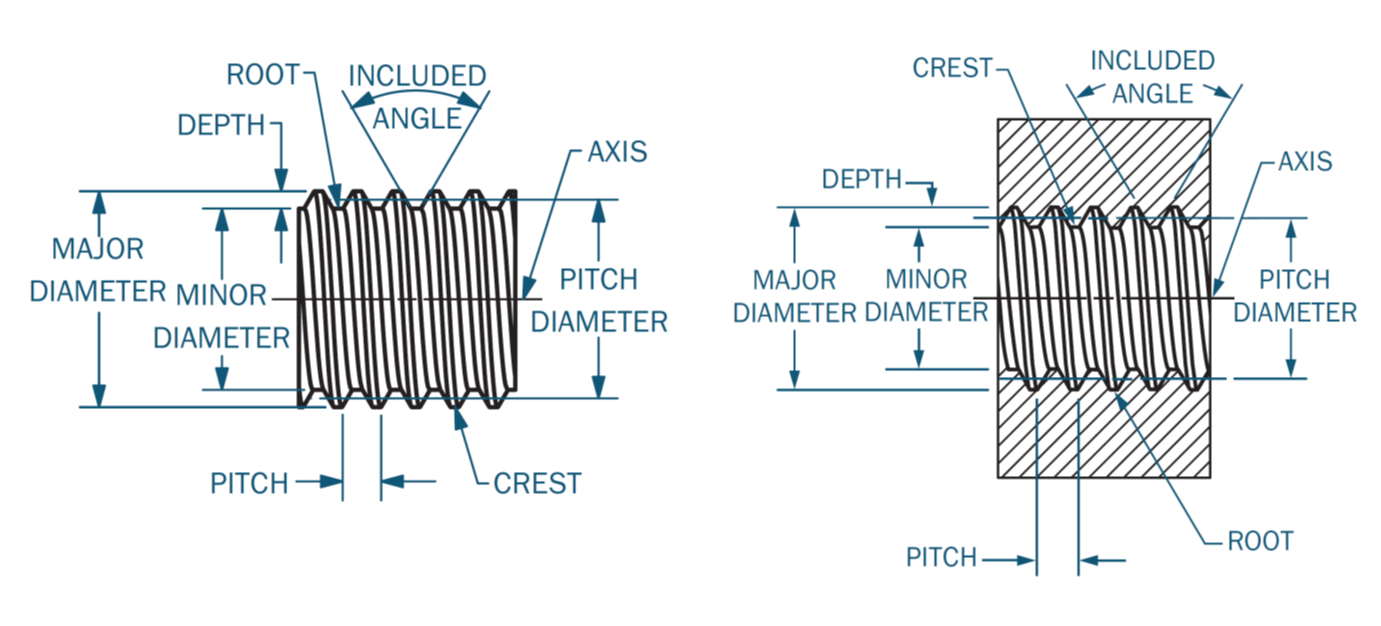 ROOT
INCLUDED
ANGLE
DEPTH
AXIS
MAJOR
DIAMETER
MINOR
DIAMETER
PITCH
DIAMETER
PITCH
CREST
CREST
INCLUDED
ANGLE
DEPTH
AXIS
MAJOR
DIAMETER
MINOR
DIAMETER
PITCH
DIAMETER
ROOT
PITCH